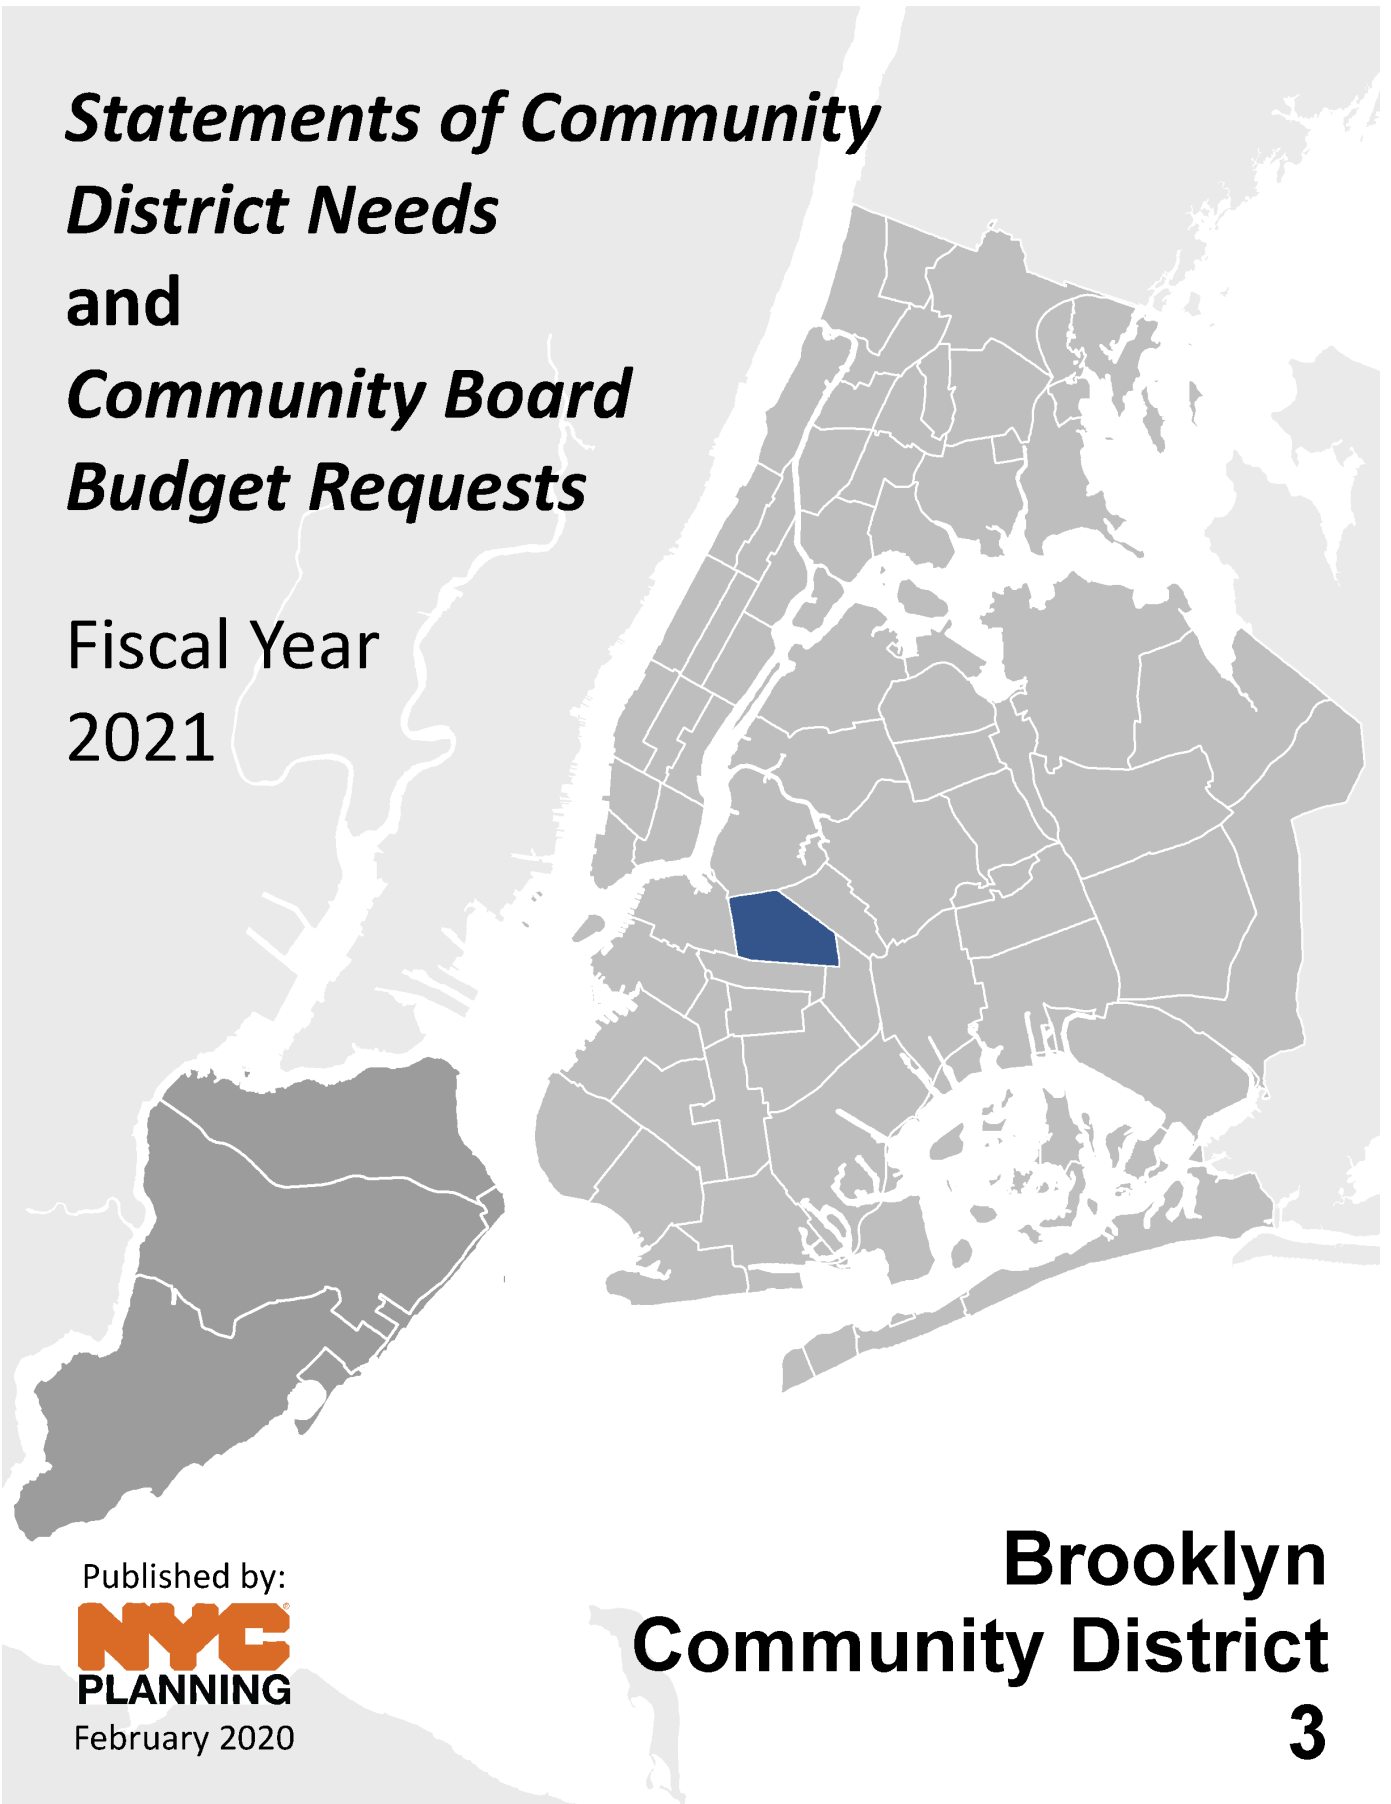 Statements of Community
District Needs
and
Community Board
Budget Requests
Fiscal Year
2021
Brooklyn
Community District
3
Published by:
NYC®
PLANNING
February 2020